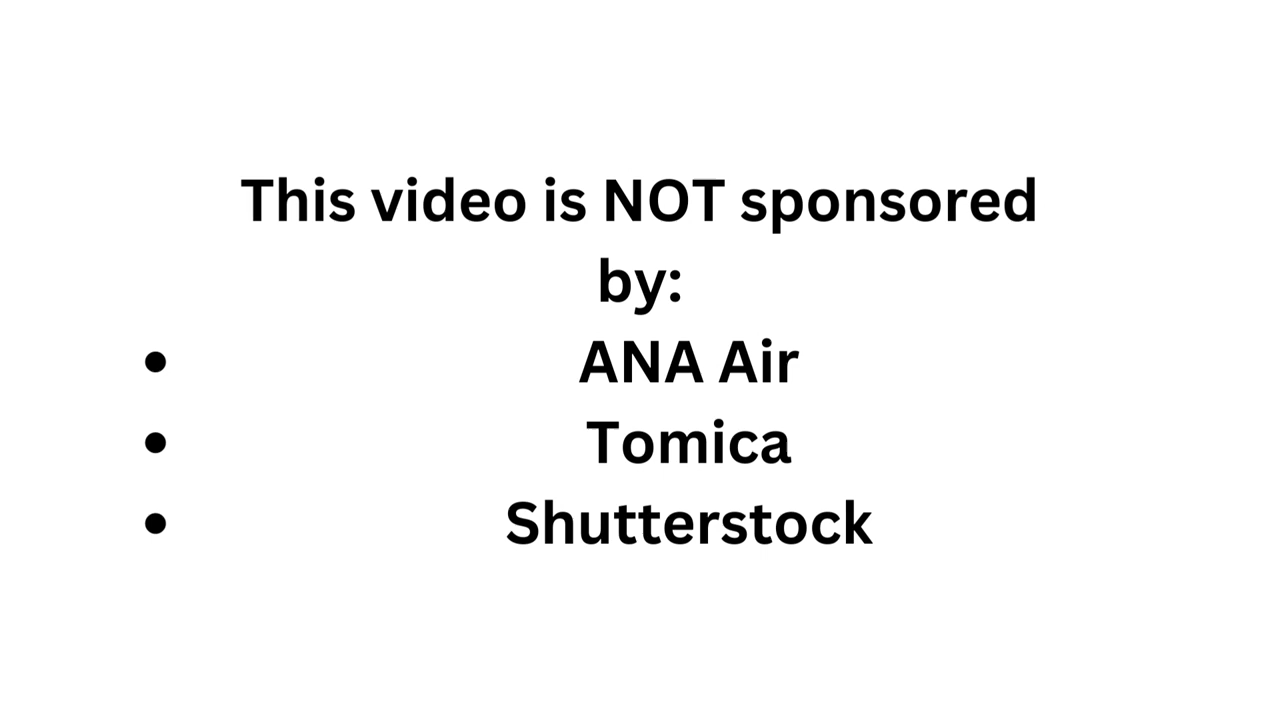 This video is NOT sponsored
by:
• ANA Air
• Tomica
• Shutterstock